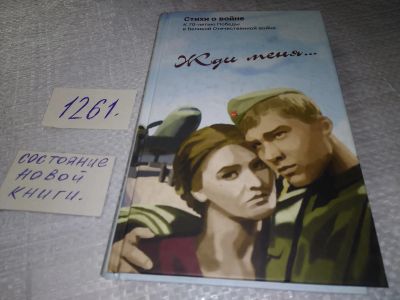 Стихи о войне
К 70-летию Победы
в Великой Отечественной войне
Жди меня...
1261.
состояние
новой
книги.